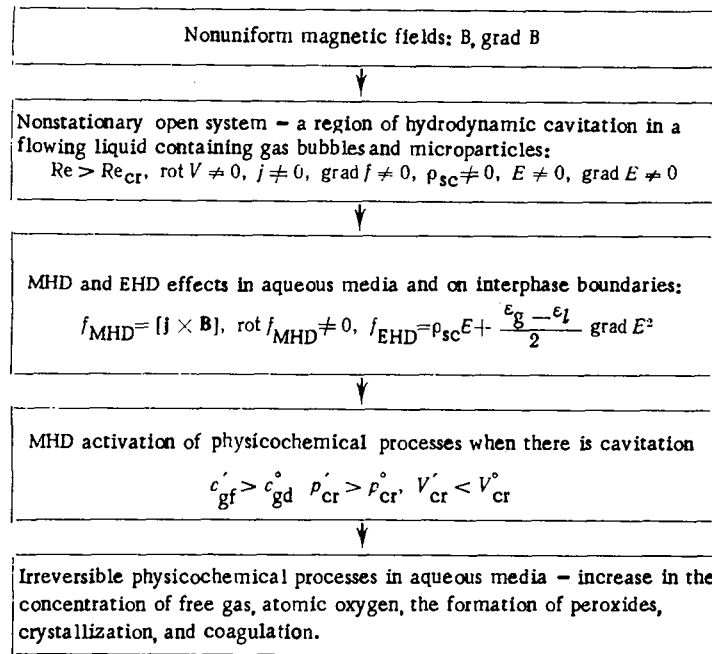 Nonuniform magnetic fields: B, grad B
Nonstationary open system – a region of hydrodynamic cavitation in a
flowing liquid containing gas bubbles and microparticles:
Re > Re_cr, rot V ≠ 0, j ≠ 0, grad f ≠ 0, ρ_sc ≠ 0, E ≠ 0, grad E ≠ 0
MHD and EHD effects in aqueous media and on interphase boundaries:
f_MHD = [j × B], rot f_MHD ≠ 0, f_EHD = ρ_sc E + (ε_g – ε_l)/2 grad E²
MHD activation of physicochemical processes when there is cavitation
c′_gf > c°_gd p′_cr > p°_cr, V′_cr < V°_cr
Irreversible physicochemical processes in aqueous media – increase in the
concentration of free gas, atomic oxygen, the formation of peroxides,
crystallization, and coagulation.